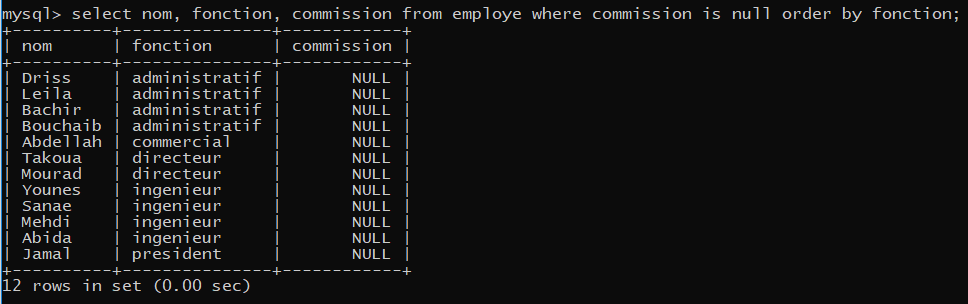 mysql> select nom, fonction, commission from employe where commission is null order by fonction;
+----------+---------------+------------+
| nom      | fonction      | commission |
+----------+---------------+------------+
| Driss    | administratif |       NULL |
| Leila    | administratif |       NULL |
| Bachir   | administratif |       NULL |
| Bouchaib | administratif |       NULL |
| Abdellah | commercial    |       NULL |
| Takoua   | directeur     |       NULL |
| Mourad   | directeur     |       NULL |
| Younes   | ingenieur     |       NULL |
| Sanae    | ingenieur     |       NULL |
| Mehdi    | ingenieur     |       NULL |
| Abida    | ingenieur     |       NULL |
| Jamal    | president     |       NULL |
+----------+---------------+------------+
12 rows in set (0.00 sec)